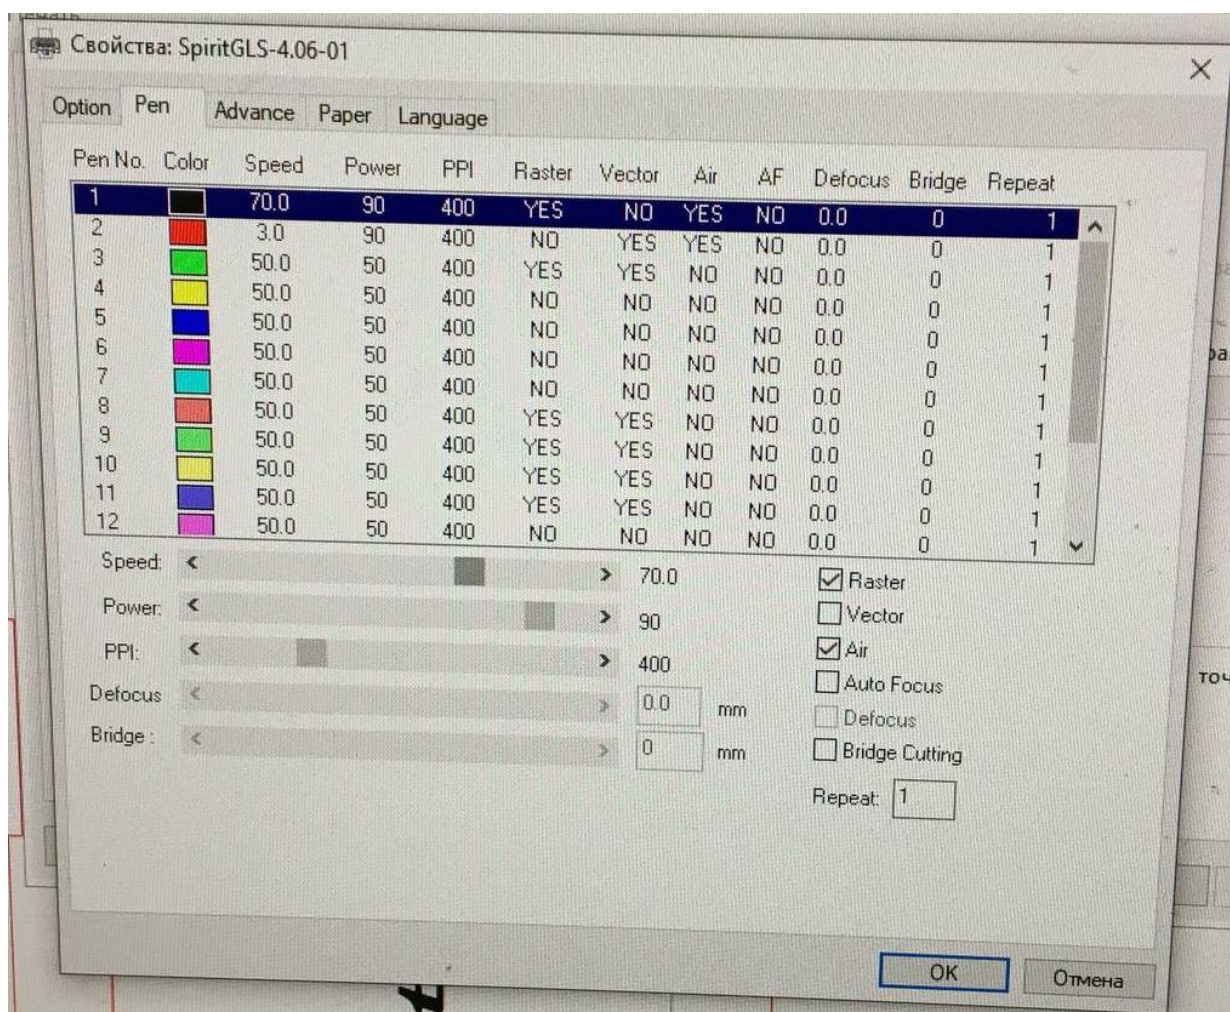 Свойства: SpiritGLS-4.06-01
Option Pen Advance Paper Language
Pen No. Color Speed Power PPI Raster Vector Air AF Defocus Bridge Repeat
1 70.0 90 400 YES NO YES NO 0.0 0 1
2 3.0 90 400 NO YES YES NO 0.0 0 1
3 50.0 50 400 YES YES NO NO 0.0 0 1
4 50.0 50 400 NO NO NO NO 0.0 0 1
5 50.0 50 400 NO NO NO NO 0.0 0 1
6 50.0 50 400 NO NO NO NO 0.0 0 1
7 50.0 50 400 NO NO NO NO 0.0 0 1
8 50.0 50 400 YES YES NO NO 0.0 0 1
9 50.0 50 400 YES YES NO NO 0.0 0 1
10 50.0 50 400 YES YES NO NO 0.0 0 1
11 50.0 50 400 YES YES NO NO 0.0 0 1
12 50.0 50 400 NO NO NO NO 0.0 0 1
Speed: 70.0 Raster
Power: 90 Vector
PPI: 400 Air
Auto Focus
Defocus 0.0 mm Defocus
Bridge : 0 mm Bridge Cutting
Repeat: 1
OK Отмена
t